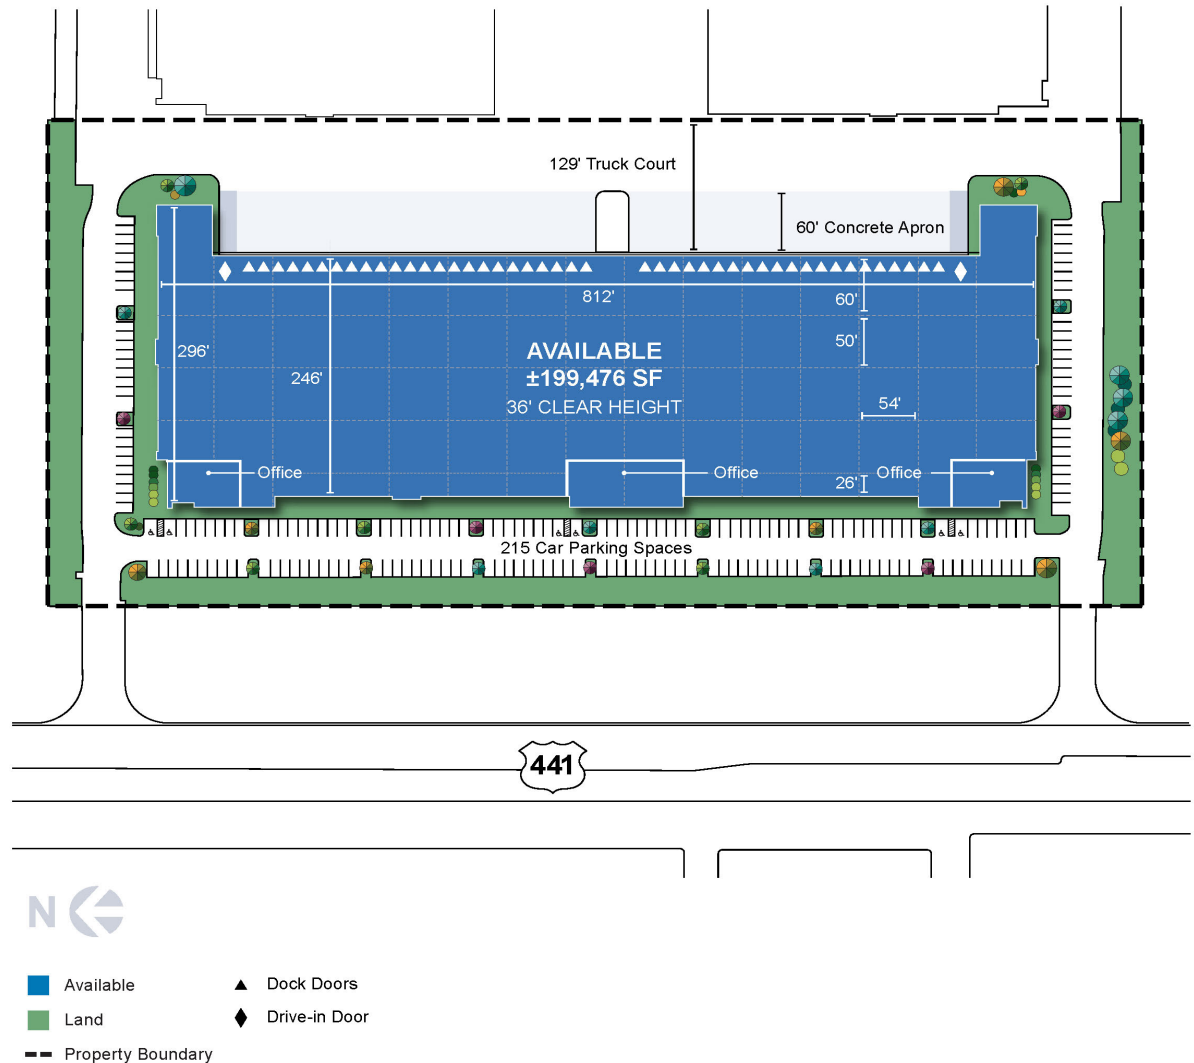 129' Truck Court
60' Concrete Apron
812'
60'
296'
246'
50'
AVAILABLE
±199,476 SF
36' CLEAR HEIGHT
54'
Office
Office
Office
26'
215 Car Parking Spaces
441
N
Available
Dock Doors
Land
Drive-in Door
Property Boundary